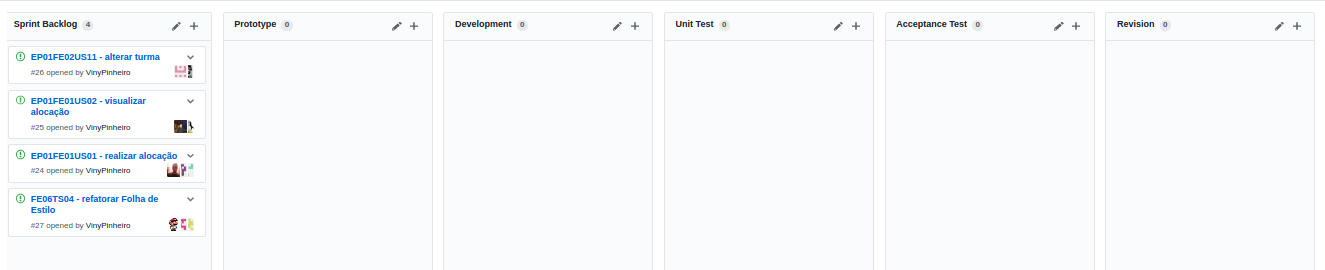 Sprint Backlog 4
EP01FE02US11 - alterar turma
#26 opened by VinyPinheiro
EP01FE01US02 - visualizar
alocação
#25 opened by VinyPinheiro
EP01FE01US01 - realizar alocação
#24 opened by VinyPinheiro
FE06TS04 - refatorar Folha de
Estilo
#27 opened by VinyPinheiro
Prototype 0
Development 0
Unit Test 0
Acceptance Test 0
Revision 0